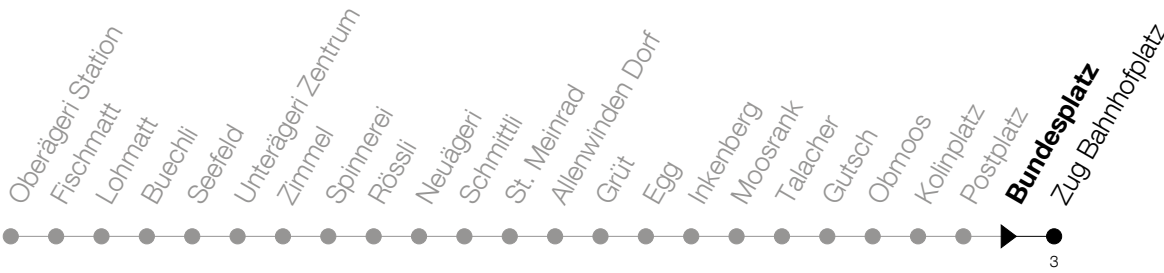 Oberägeri Station
Fischmatt
Lohmatt
Buechli
Seefeld
Unterägeri Zentrum
Zimmel
Spinnerei
Rössli
Neuägeri
Schmittli
St. Meinrad
Allenwinden Dorf
Grüt
Egg
Inkenberg
Moosrank
Talacher
Gutsch
Obmoos
Kolinplatz
Postplatz
Bundesplatz
Zug Bahnhofplatz
3